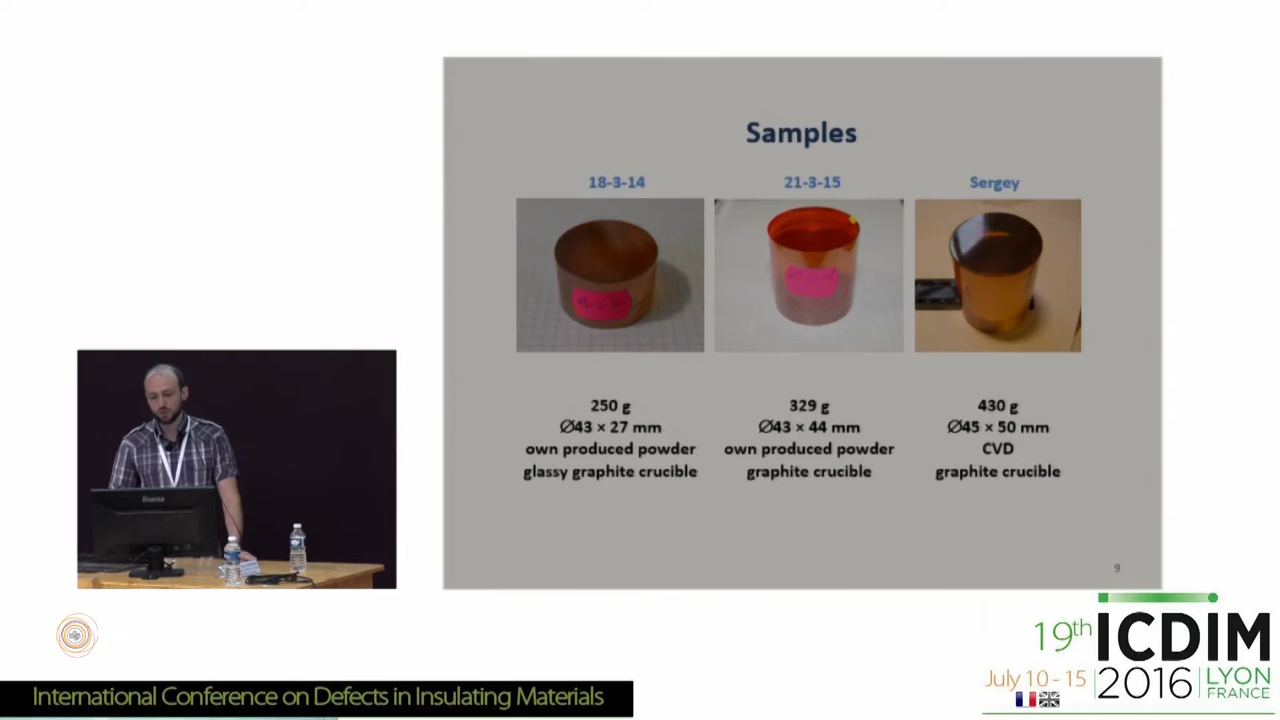 Samples
18-3-14
21-3-15
Sergey
250 g
Ø43 × 27 mm
own produced powder
glassy graphite crucible
329 g
Ø43 × 44 mm
own produced powder
graphite crucible
430 g
Ø45 × 50 mm
CVD
graphite crucible
9
iiyama
19th ICDIM
July 10 - 15 2016 LYON
FRANCE
International Conference on Defects in Insulating Materials